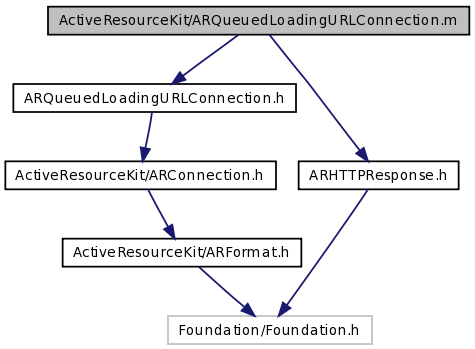 ActiveResourceKit/ARQueuedLoadingURLConnection.m
ARQueuedLoadingURLConnection.h
ActiveResourceKit/ARConnection.h
ARHTTPResponse.h
ActiveResourceKit/ARFormat.h
Foundation/Foundation.h